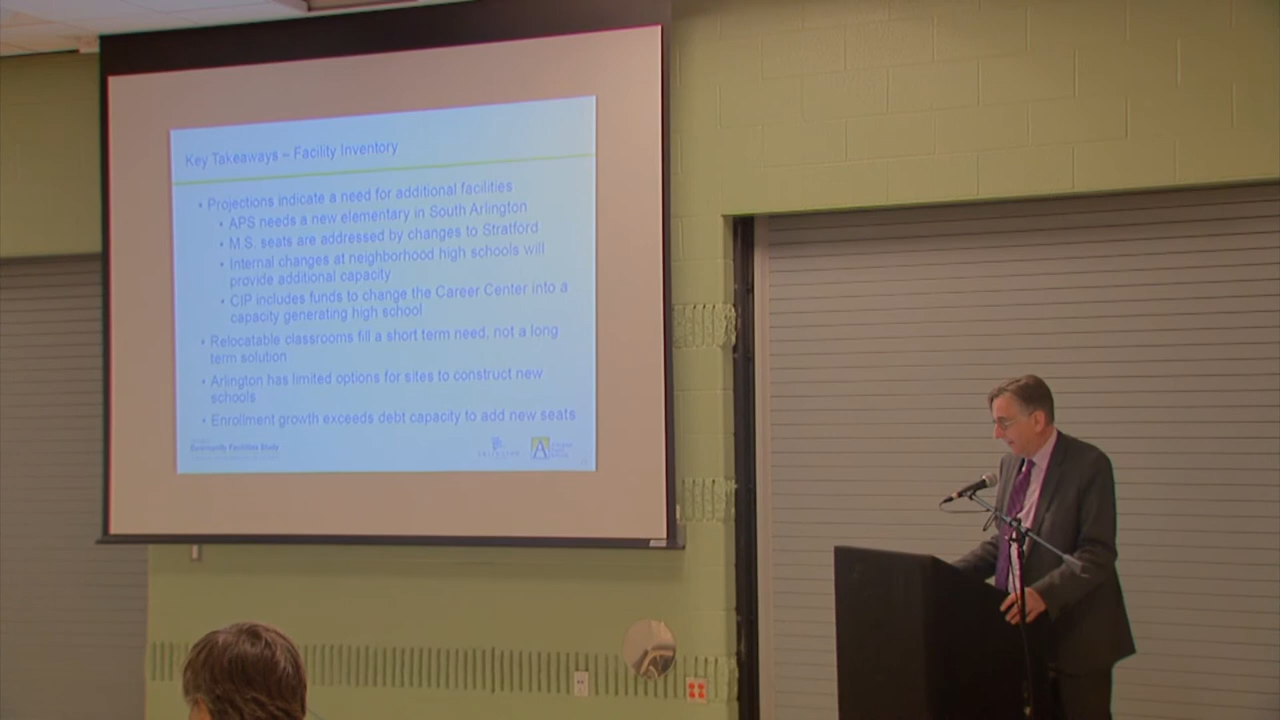 Key Takeaways – Facility Inventory
• Projections indicate a need for additional facilities
• APS needs a new elementary in South Arlington
• M.S. seats are addressed by changes to Stratford
• Internal changes at neighborhood high schools will
provide additional capacity
• CIP includes funds to change the Career Center into a
capacity generating high school
• Relocatable classrooms fill a short term need, not a long
term solution
• Arlington has limited options for sites to construct new
schools
• Enrollment growth exceeds debt capacity to add new seats
Community Facilities Study
ARLINGTON
A